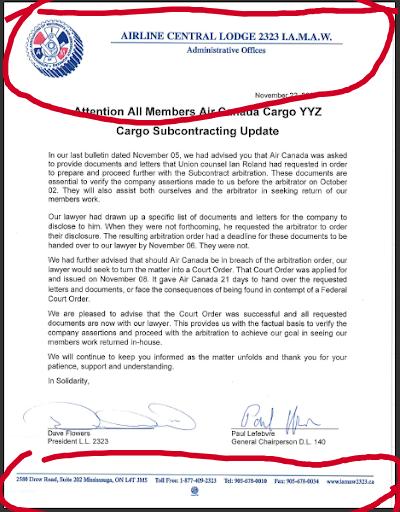 AIRLINE CENTRAL LODGE 2323 I.A.M.A.W.
Administrative Offices
November
Attention All Members Air Canada Cargo YYZ
Cargo Subcontracting Update
In our last bulletin dated November 05, we had advised you that Air Canada was asked
to provide documents and letters that Union counsel Ian Roland had requested in order
to prepare and proceed further with the Subcontract arbitration. These documents are
essential to verify the company assertions made to us before the arbitrator on October
02. They will also assist both ourselves and the arbitrator in seeking return of our
members work.
Our lawyer had drawn up a specific list of documents and letters for the company to
disclose to him. When they were not forthcoming, he requested the arbitrator to order
their disclosure. The resulting arbitration order had a deadline for these documents to be
handed over to our lawyer by November 06. They were not.
We had further advised that should Air Canada be in breach of the arbitration order, our
lawyer would seek to turn the matter into a Court Order. That Court Order was applied for
and issued on November 08. It gave Air Canada 21 days to hand over the requested
letters and documents, or face the consequences of being found in contempt of a Federal
Court Order.
We are pleased to advise that the Court Order was successful and all requested
documents are now with our lawyer. This provides us with the factual basis to verify the
company assertions and proceed with the arbitration to achieve our goal in seeing our
members work returned in-house.
We will continue to keep you informed as the matter unfolds and thank you for your
patience, support and understanding.
In Solidarity,
Dave Flowers
President L.L. 2323
Paul Lefebvre
General Chairperson D.L. 140
2580 Drew Road, Suite 202 Mississauga, ON L4T 3M5 Toll Free: 1-877-409-2323 Tel: 905-678-0010 Fax: 905-678-0034 www.iamaw2323.ca